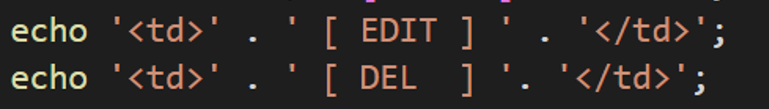 echo '<td>' . ' [ EDIT ] ' . '</td>';
echo '<td>' . ' [ DEL  ] '. '</td>';